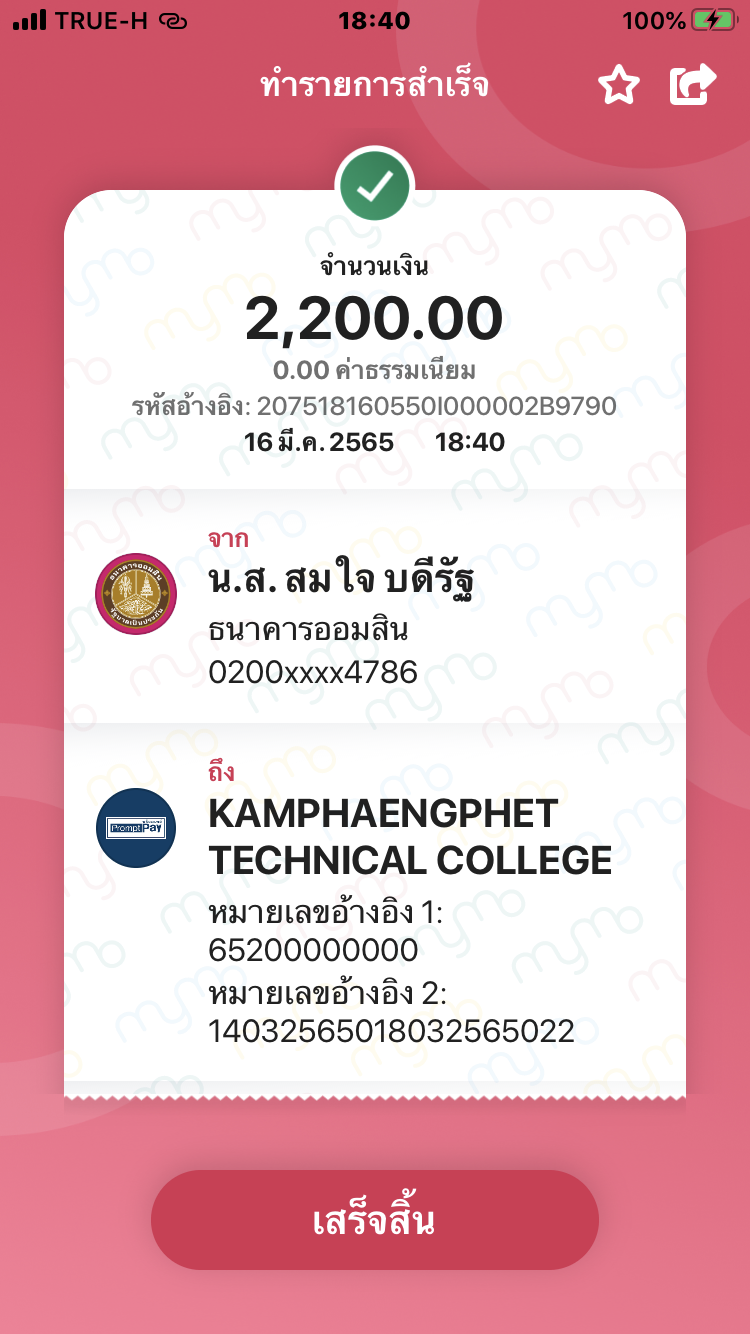 TRUE-H 18:40 100%
ทำรายการสำเร็จ
จำนวนเงิน
2,200.00
0.00 ค่าธรรมเนียม
รหัสอ้างอิง: 207518160550I000002B9790
16 มี.ค. 2565 18:40
จาก
น.ส. สมใจ บดีรัฐ
ธนาคารออมสิน
0200xxxx4786
ถึง
PromptPay
KAMPHAENGPHET
TECHNICAL COLLEGE
หมายเลขอ้างอิง 1:
65200000000
หมายเลขอ้างอิง 2:
14032565018032565022
เสร็จสิ้น